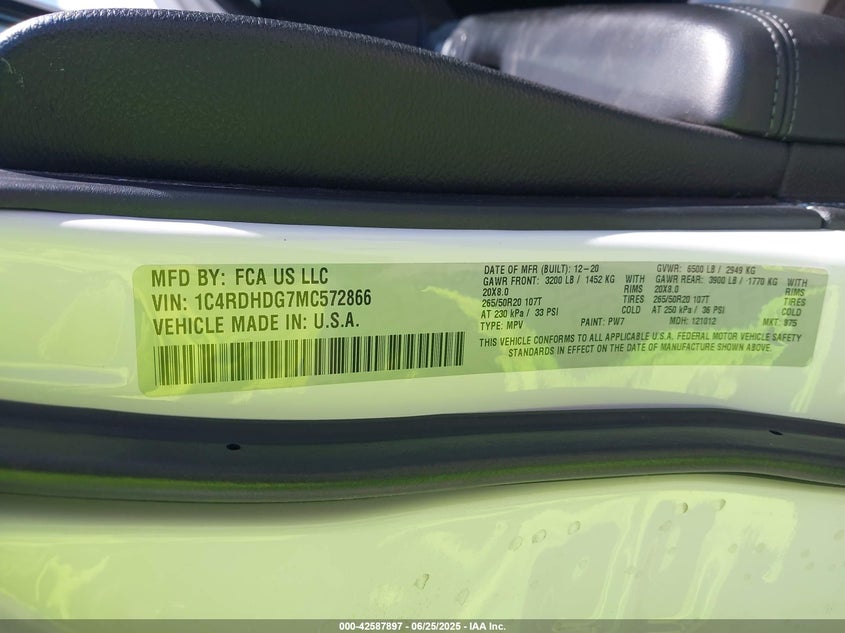 MFD BY: FCA US LLC
VIN: 1C4RDHDG7MC572866
VEHICLE MADE IN: U.S.A.
DATE OF MFR (BUILT): 12-20 GVWR: 6500 LB / 2949 KG
GAWR FRONT: 3200 LB / 1452 KG WITH GAWR REAR: 3900 LB / 1770 KG WITH
20X8.0 RIMS 20X8.0 RIMS
265/50R20 107T TIRES 265/50R20 107T TIRES
AT 230 kPa / 33 PSI COLD AT 250 kPa / 36 PSI COLD
TYPE: MPV PAINT: PW7 MDH: 121012 MKT: 975
THIS VEHICLE CONFORMS TO ALL APPLICABLE U.S.A. FEDERAL MOTOR VEHICLE SAFETY
STANDARDS IN EFFECT ON THE DATE OF MANUFACTURE SHOWN ABOVE.
000-42587897 - 06/25/2025 - IAA Inc.